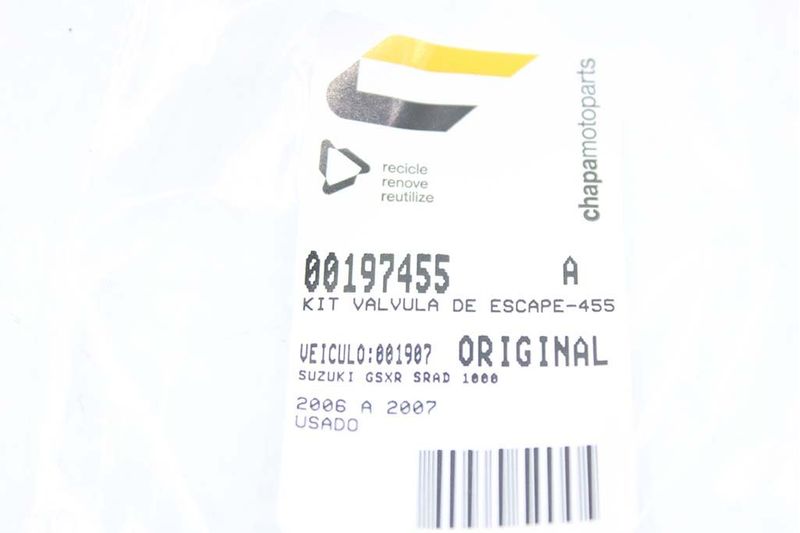 chapamotoparts
recicle
renove
reutilize
00197455 A
KIT VALVULA DE ESCAPE-455
VEICULO:001907 ORIGINAL
SUZUKI GSXR SRAD 1000
2006 A 2007
USADO